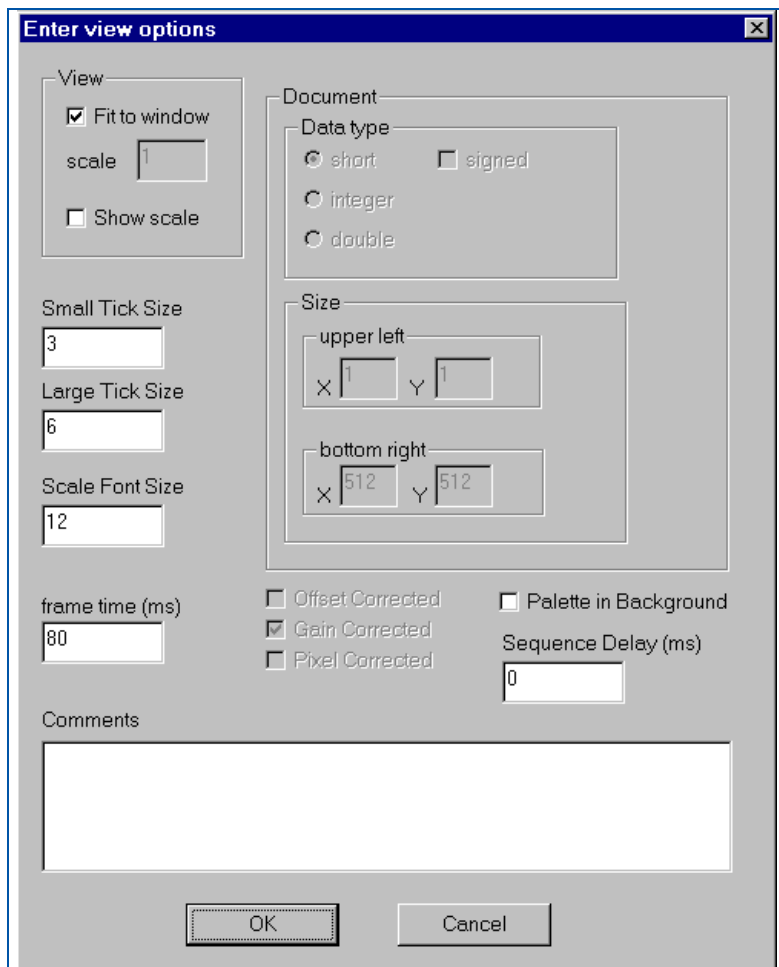 Enter view options
View
Fit to window
scale 1
Show scale
Document
Data type
short signed
integer
double
Small Tick Size
3
Large Tick Size
6
Scale Font Size
12
Size
upper left
X 1 Y 1
bottom right
X 512 Y 512
frame time (ms)
80
Offset Corrected
Gain Corrected
Pixel Corrected
Palette in Background
Sequence Delay (ms)
0
Comments
OK Cancel